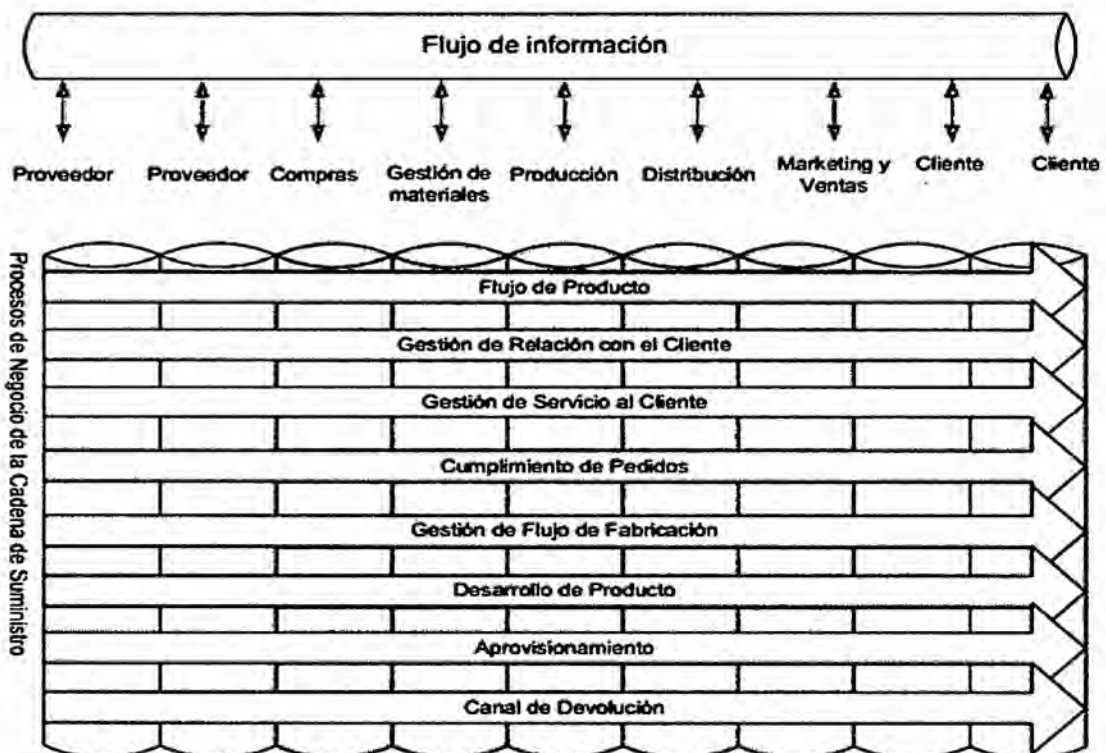 Flujo de información
Proveedor Proveedor Compras Gestión de materiales Producción Distribución Marketing y Ventas Cliente Cliente
Procesos de Negocio de la Cadena de Suministro
Flujo de Producto
Gestión de Relación con el Cliente
Gestión de Servicio al Cliente
Cumplimiento de Pedidos
Gestión de Flujo de Fabricación
Desarrollo de Producto
Aprovisionamiento
Canal de Devolución